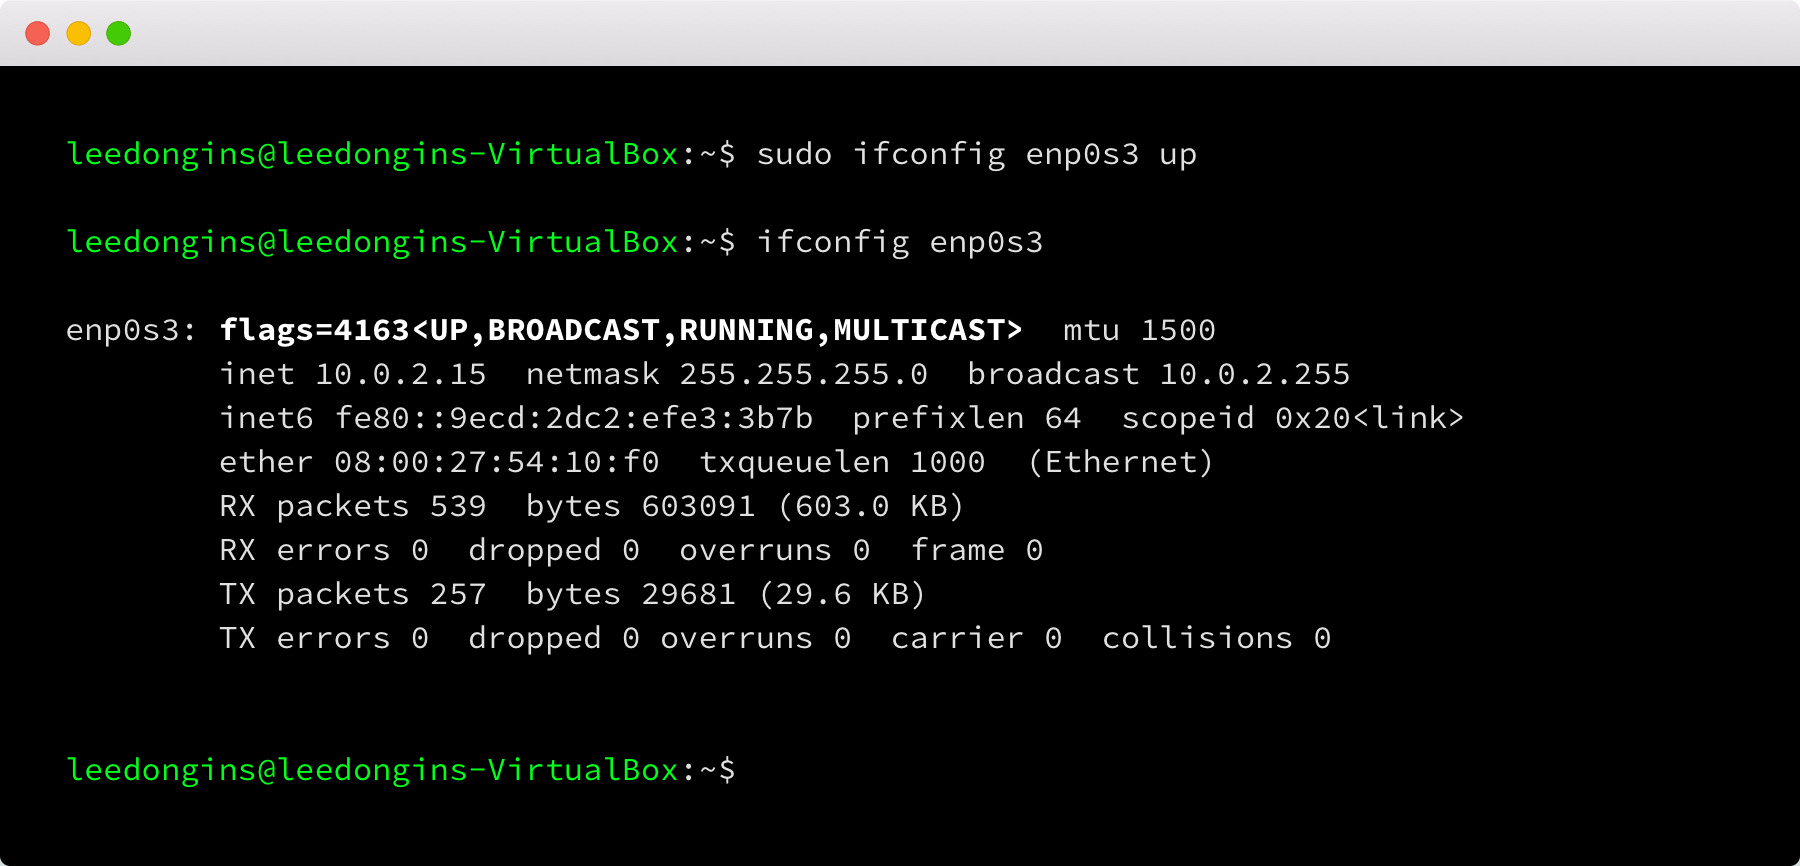 leedongins@leedongins-VirtualBox:~$ sudo ifconfig enp0s3 up
leedongins@leedongins-VirtualBox:~$ ifconfig enp0s3
enp0s3: flags=4163<UP,BROADCAST,RUNNING,MULTICAST>  mtu 1500
        inet 10.0.2.15  netmask 255.255.255.0  broadcast 10.0.2.255
        inet6 fe80::9ecd:2dc2:efe3:3b7b  prefixlen 64  scopeid 0x20<link>
        ether 08:00:27:54:10:f0  txqueuelen 1000  (Ethernet)
        RX packets 539  bytes 603091 (603.0 KB)
        RX errors 0  dropped 0  overruns 0  frame 0
        TX packets 257  bytes 29681 (29.6 KB)
        TX errors 0  dropped 0 overruns 0  carrier 0  collisions 0
leedongins@leedongins-VirtualBox:~$